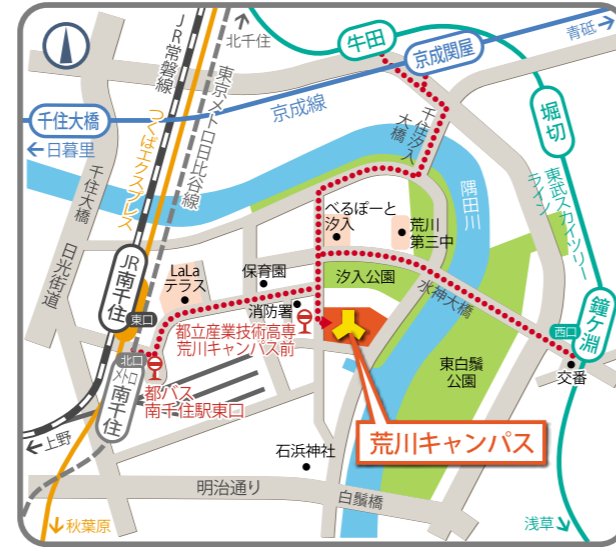 北千住
JR常磐線
東京メトロ日比谷線
牛田
京成関屋
青砥
千住大橋
京成線
千住汐入
大橋
堀切
日暮里
つくばエクスプレス
千住大橋
日光街道
隅田川
東武スカイツリー
ライン
べるぽーと
汐入
荒川
第三中
JR
南千住
LaLa
テラス
保育園
汐入公園
水神大橋
鐘ヶ淵
東口
消防署
西口
都立産業技術高専
荒川キャンパス前
北口
メトロ
南千住
都バス
南千住駅東口
東白鬚
公園
交番
上野
石浜神社
荒川キャンパス
明治通り
白鬚橋
秋葉原
浅草